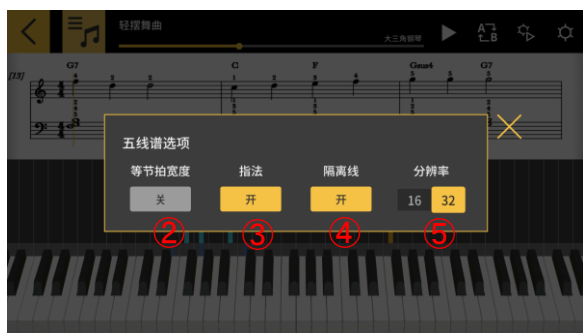 轻摆舞曲
大三角钢琴
A B
[13]
G7 C F Gsus4 G7
五线谱选项
等节拍宽度 指法 隔离线 分辨率
关 开 开 16 32
② ③ ④ ⑤